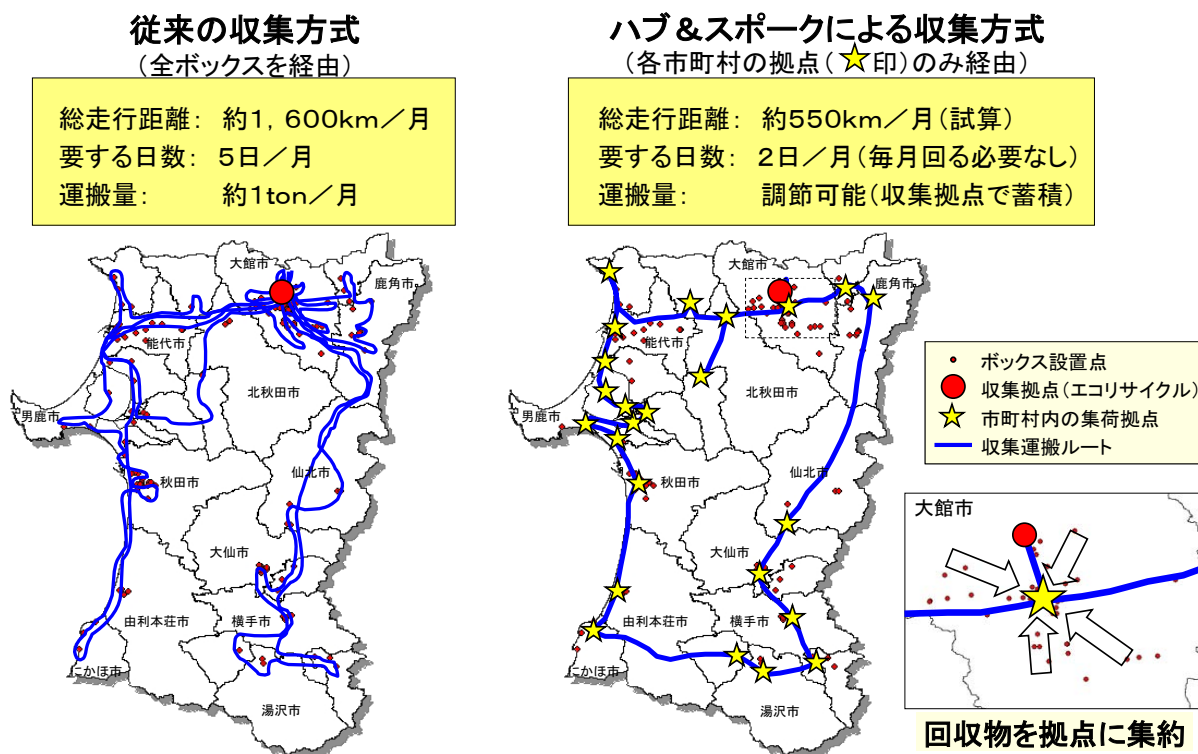 従来の収集方式
（全ボックスを経由）
総走行距離： 約1，600km／月
要する日数： 5日／月
運搬量： 約1ton／月
大館市
鹿角市
能代市
北秋田市
男鹿市
秋田市
仙北市
大仙市
由利本荘市
横手市
にかほ市
湯沢市
ハブ＆スポークによる収集方式
（各市町村の拠点（☆印）のみ経由）
総走行距離： 約550km／月（試算）
要する日数： 2日／月（毎月回る必要なし）
運搬量： 調節可能（収集拠点で蓄積）
大館市
鹿角市
能代市
北秋田市
男鹿市
秋田市
仙北市
大仙市
由利本荘市
横手市
にかほ市
湯沢市
ボックス設置点
収集拠点（エコリサイクル）
市町村内の集荷拠点
収集運搬ルート
大館市
回収物を拠点に集約